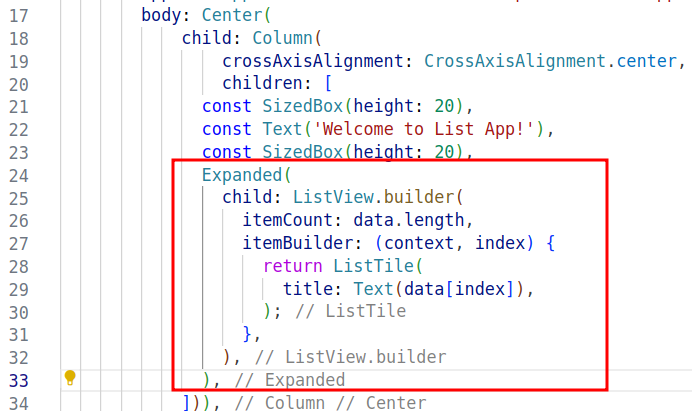 17 body: Center(
18 child: Column(
19 crossAxisAlignment: CrossAxisAlignment.center,
20 children: [
21 const SizedBox(height: 20),
22 const Text('Welcome to List App!'),
23 const SizedBox(height: 20),
24 Expanded(
25 child: ListView.builder(
26 itemCount: data.length,
27 itemBuilder: (context, index) {
28 return ListTile(
29 title: Text(data[index]),
30 ); // ListTile
31 },
32 ), // ListView.builder
33 ), // Expanded
34 ])), // Column // Center